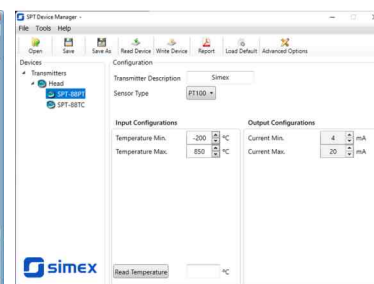 SPT Device Manager -
File Tools Help
Open Save Save As Read Device Write Device Report Load Default Advanced Options
Devices
Transmitters
Head
SPT-88PT
SPT-88TC
Configuration
Transmitter Description Simex
Sensor Type PT100
Input Configurations
Temperature Min. -200 °C
Temperature Max. 850 °C
Output Configurations
Current Min. 4 mA
Current Max. 20 mA
Read Temperature °C
simex